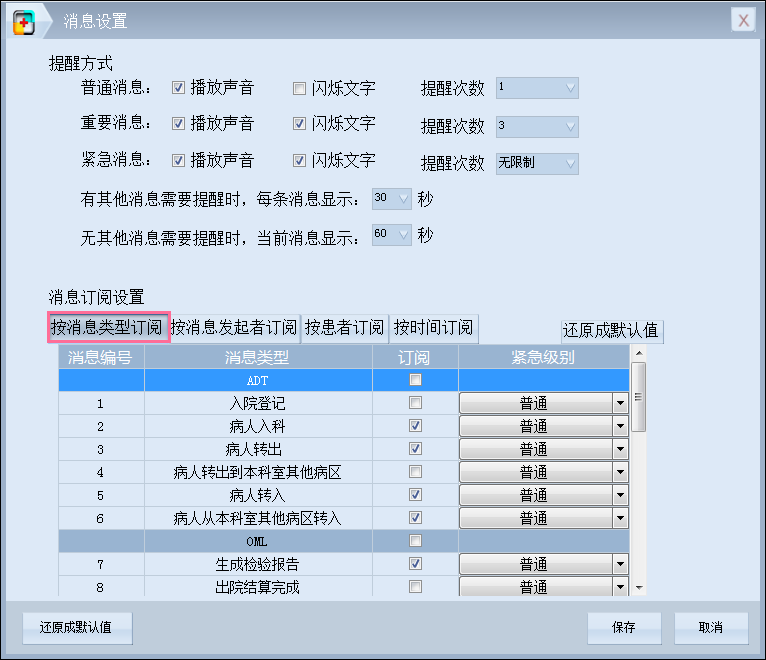 消息设置
X
提醒方式
普通消息： 播放声音 闪烁文字 提醒次数 1
重要消息： 播放声音 闪烁文字 提醒次数 3
紧急消息： 播放声音 闪烁文字 提醒次数 无限制
有其他消息需要提醒时，每条消息显示： 30 秒
无其他消息需要提醒时，当前消息显示： 60 秒
消息订阅设置
按消息类型订阅 按消息发起者订阅 按患者订阅 按时间订阅 还原成默认值
消息编号 消息类型 订阅 紧急级别
ADT
1 入院登记 普通
2 病人入科 普通
3 病人转出 普通
4 病人转出到本科室其他病区 普通
5 病人转入 普通
6 病人从本科室其他病区转入 普通
OML
7 生成检验报告 普通
8 出院结算完成 普通
还原成默认值 保存 取消